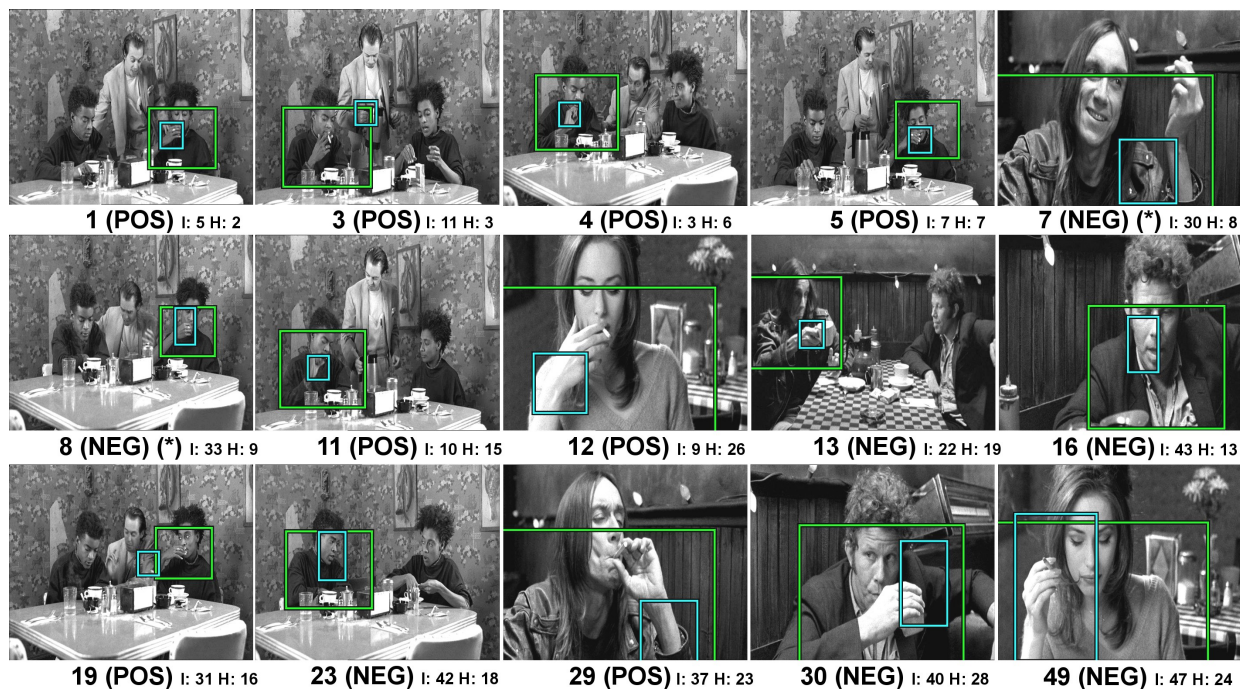 1 (POS) I: 5 H: 2
3 (POS) I: 11 H: 3
4 (POS) I: 3 H: 6
5 (POS) I: 7 H: 7
7 (NEG) (*) I: 30 H: 8
8 (NEG) (*) I: 33 H: 9
11 (POS) I: 10 H: 15
12 (POS) I: 9 H: 26
13 (NEG) I: 22 H: 19
16 (NEG) I: 43 H: 13
19 (POS) I: 31 H: 16
23 (NEG) I: 42 H: 18
29 (POS) I: 37 H: 23
30 (NEG) I: 40 H: 28
49 (NEG) I: 47 H: 24